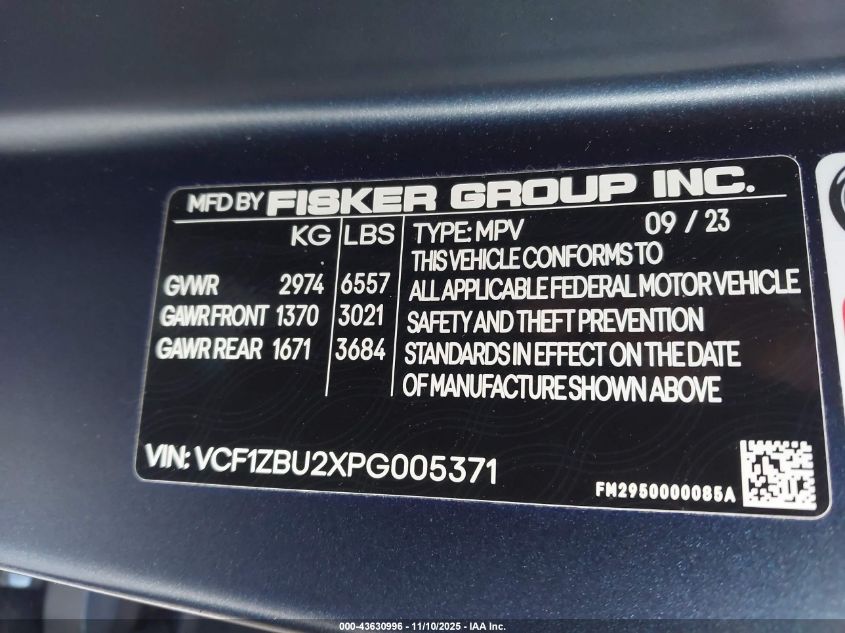 MFD BY FISKER GROUP INC.
KG LBS TYPE: MPV 09 / 23
THIS VEHICLE CONFORMS TO
GVWR 2974 6557 ALL APPLICABLE FEDERAL MOTOR VEHICLE
GAWR FRONT 1370 3021 SAFETY AND THEFT PREVENTION
GAWR REAR 1671 3684 STANDARDS IN EFFECT ON THE DATE
OF MANUFACTURE SHOWN ABOVE
VIN: VCF1ZBU2XPG005371
FM2950000085A
000-43630996 - 11/10/2025 - IAA Inc.